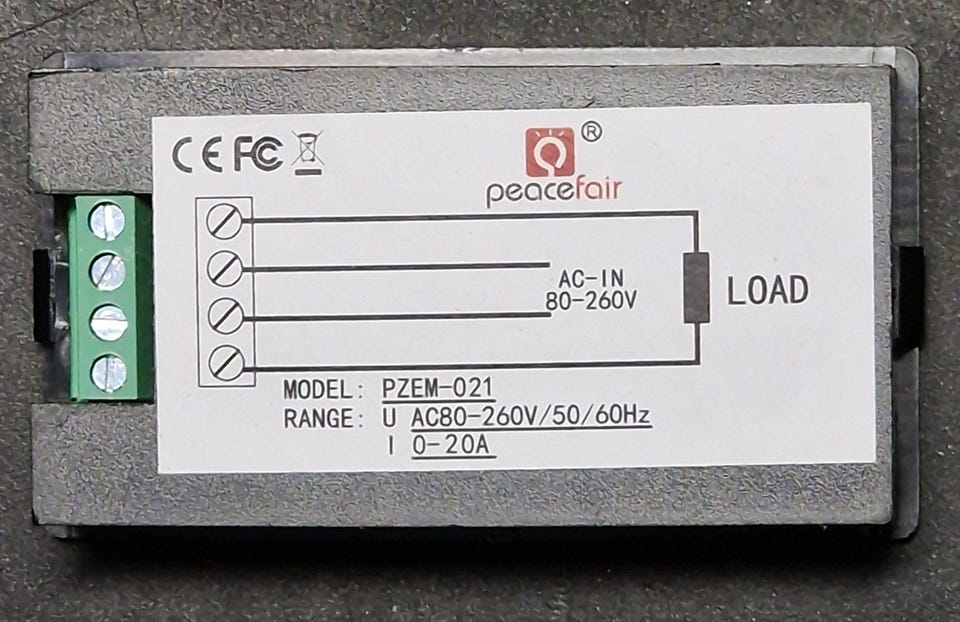 CE FC
®
peacefair
AC-IN
80-260V
LOAD
MODEL: PZEM-021
RANGE: U AC80-260V/50/60Hz
I 0-20A